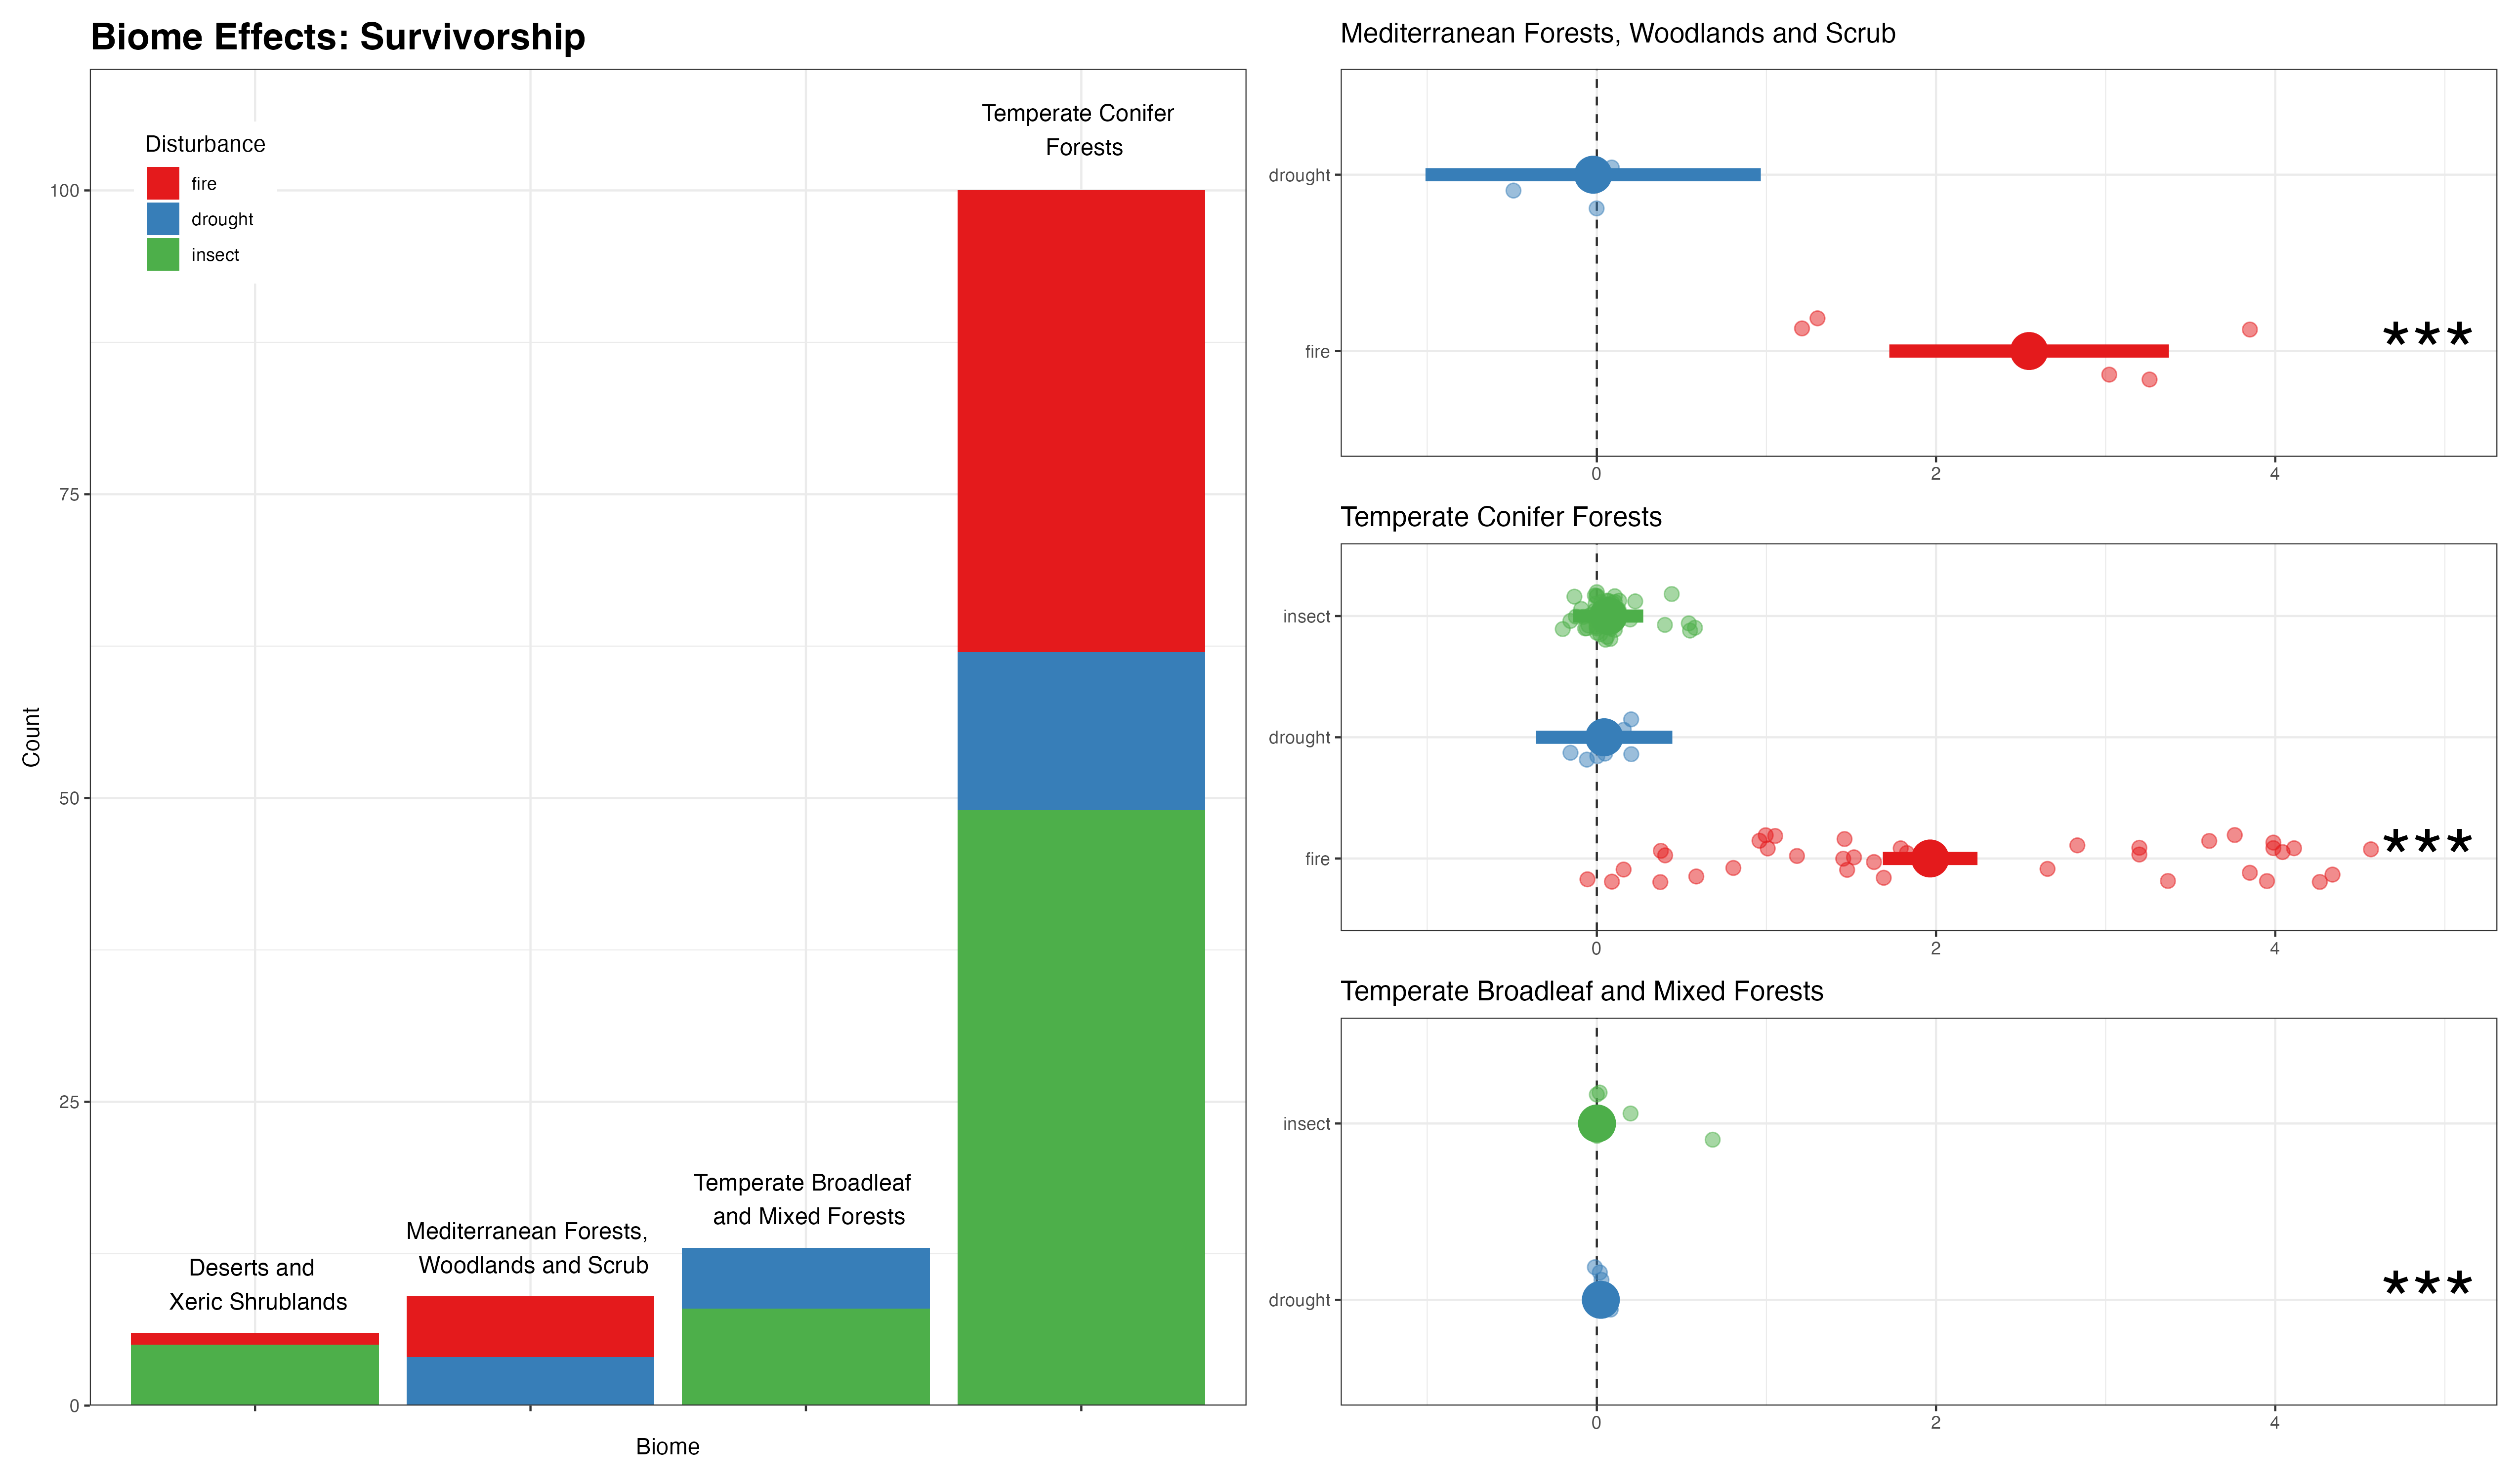 Biome Effects: Survivorship
Disturbance
fire
drought
insect
Temperate Conifer
Forests
Temperate Broadleaf
and Mixed Forests
Mediterranean Forests,
Woodlands and Scrub
Deserts and
Xeric Shrublands
100
75
50
25
0
Count
Biome
Mediterranean Forests, Woodlands and Scrub
drought
fire
***
0 2 4
Temperate Conifer Forests
insect
drought
fire
***
0 2 4
Temperate Broadleaf and Mixed Forests
insect
drought
***
0 2 4